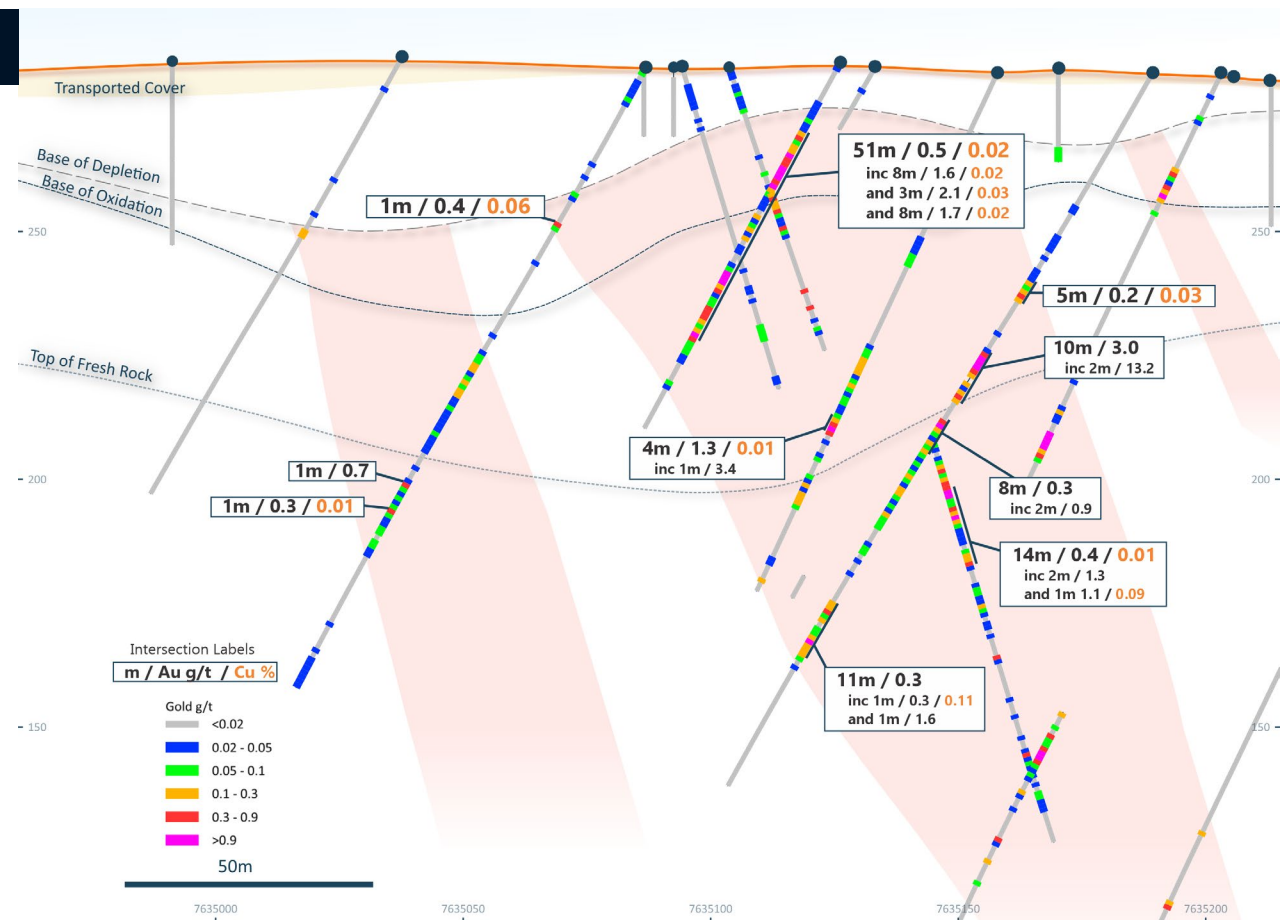 Transported Cover
Base of Depletion
Base of Oxidation
Top of Fresh Rock
250
200
150
250
200
150
1m / 0.4 / 0.06
51m / 0.5 / 0.02
inc 8m / 1.6 / 0.02
and 3m / 2.1 / 0.03
and 8m / 1.7 / 0.02
5m / 0.2 / 0.03
10m / 3.0
inc 2m / 13.2
4m / 1.3 / 0.01
inc 1m / 3.4
1m / 0.7
1m / 0.3 / 0.01
8m / 0.3
inc 2m / 0.9
14m / 0.4 / 0.01
inc 2m / 1.3
and 1m 1.1 / 0.09
11m / 0.3
inc 1m / 0.3 / 0.11
and 1m / 1.6
Intersection Labels
m / Au g/t / Cu %
Gold g/t
<0.02
0.02 - 0.05
0.05 - 0.1
0.1 - 0.3
0.3 - 0.9
>0.9
50m
7635000
7635050
7635100
7635150
7635200